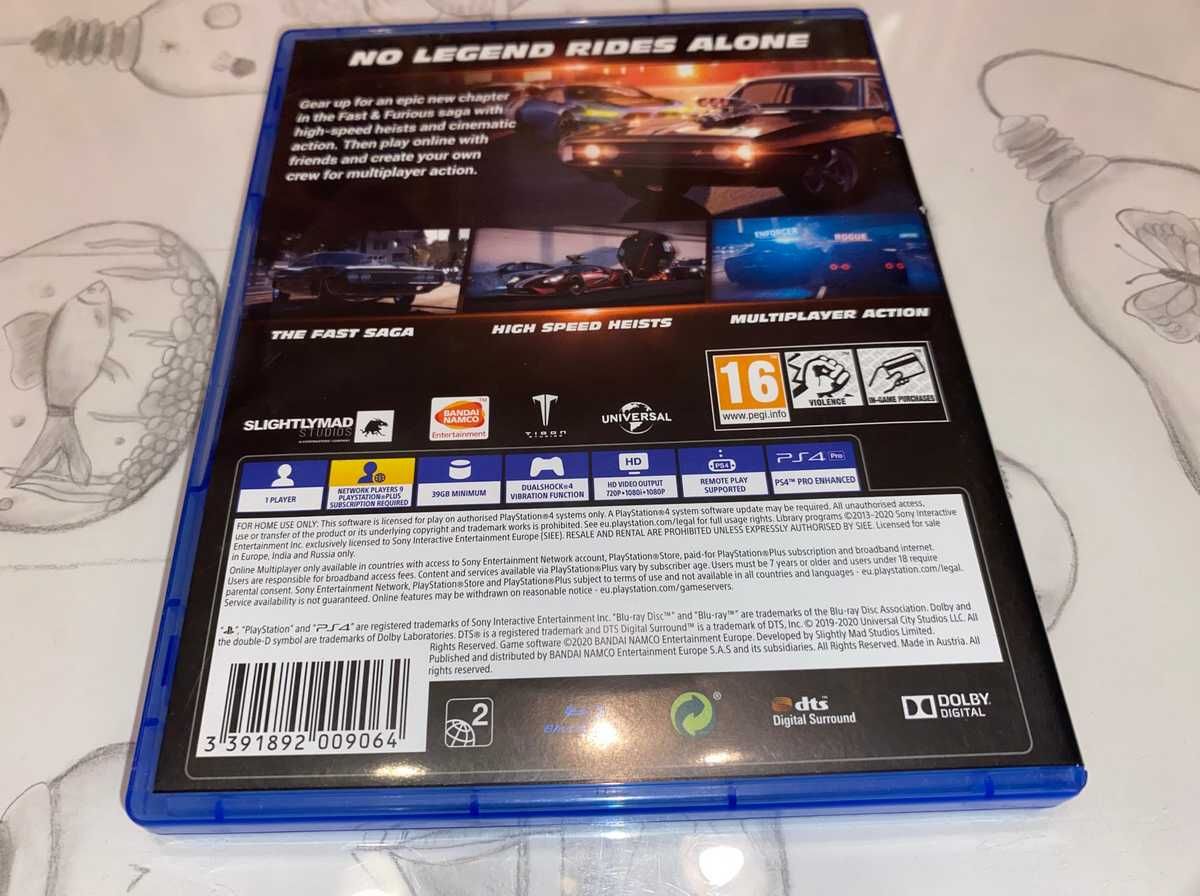 NO LEGEND RIDES ALONE
Gear up for an epic new chapter
in the Fast & Furious saga with
high-speed heists and cinematic
action. Then play online with
friends and create your own
crew for multiplayer action.
ENFORCER
ROGUE
THE FAST SAGA
HIGH SPEED HEISTS
MULTIPLAYER ACTION
16
www.pegi.info
VIOLENCE
IN-GAME PURCHASES
SLIGHTLYMAD
STUDIOS
BANDAI
NAMCO
Entertainment
TIGON
STUDIOS
UNIVERSAL
1 PLAYER
NETWORK PLAYERS 9
PLAYSTATION®PLUS
SUBSCRIPTION REQUIRED
39GB MINIMUM
DUALSHOCK®4
VIBRATION FUNCTION
HD
HD VIDEO OUTPUT
720P•1080i•1080P
PS4
REMOTE PLAY
SUPPORTED
PS4 Pro
PS4™ PRO ENHANCED
FOR HOME USE ONLY: This software is licensed for play on authorised PlayStation®4 systems only. A PlayStation®4 system software update may be required. All unauthorised access,
use or transfer of the product or its underlying copyright and trademark works is prohibited. See eu.playstation.com/legal for full usage rights. Library programs ©2013-2020 Sony Interactive
Entertainment Inc. exclusively licensed to Sony Interactive Entertainment Europe (SIEE). RESALE AND RENTAL ARE PROHIBITED UNLESS EXPRESSLY AUTHORISED BY SIEE. Licensed for sale
in Europe, India and Russia only.
Online Multiplayer only available in countries with access to Sony Entertainment Network account, PlayStation®Store, paid-for PlayStation®Plus subscription and broadband internet.
Users are responsible for broadband access fees. Content and services available via PlayStation®Plus vary by subscriber age. Users must be 7 years or older and users under 18 require
parental consent. Sony Entertainment Network, PlayStation®Store and PlayStation®Plus subject to terms of use and not available in all countries and languages - eu.playstation.com/legal.
Service availability is not guaranteed. Online features may be withdrawn on reasonable notice - eu.playstation.com/gameservers.
"", "PlayStation" and "PS4" are registered trademarks of Sony Interactive Entertainment Inc. "Blu-ray Disc™" and "Blu-ray™" are trademarks of the Blu-ray Disc Association. Dolby and
the double-D symbol are trademarks of Dolby Laboratories. DTS® is a registered trademark and DTS Digital Surround™ is a trademark of DTS, Inc. © 2019-2020 Universal City Studios LLC. All
Rights Reserved. Game software ©2020 BANDAI NAMCO Entertainment Europe. Developed by Slightly Mad Studios Limited.
Published and distributed by BANDAI NAMCO Entertainment Europe S.A.S and its subsidiaries. All Rights Reserved. Made in Austria. All
rights reserved.
3 391892 009064
2
dts™
Digital Surround
DOLBY
DIGITAL